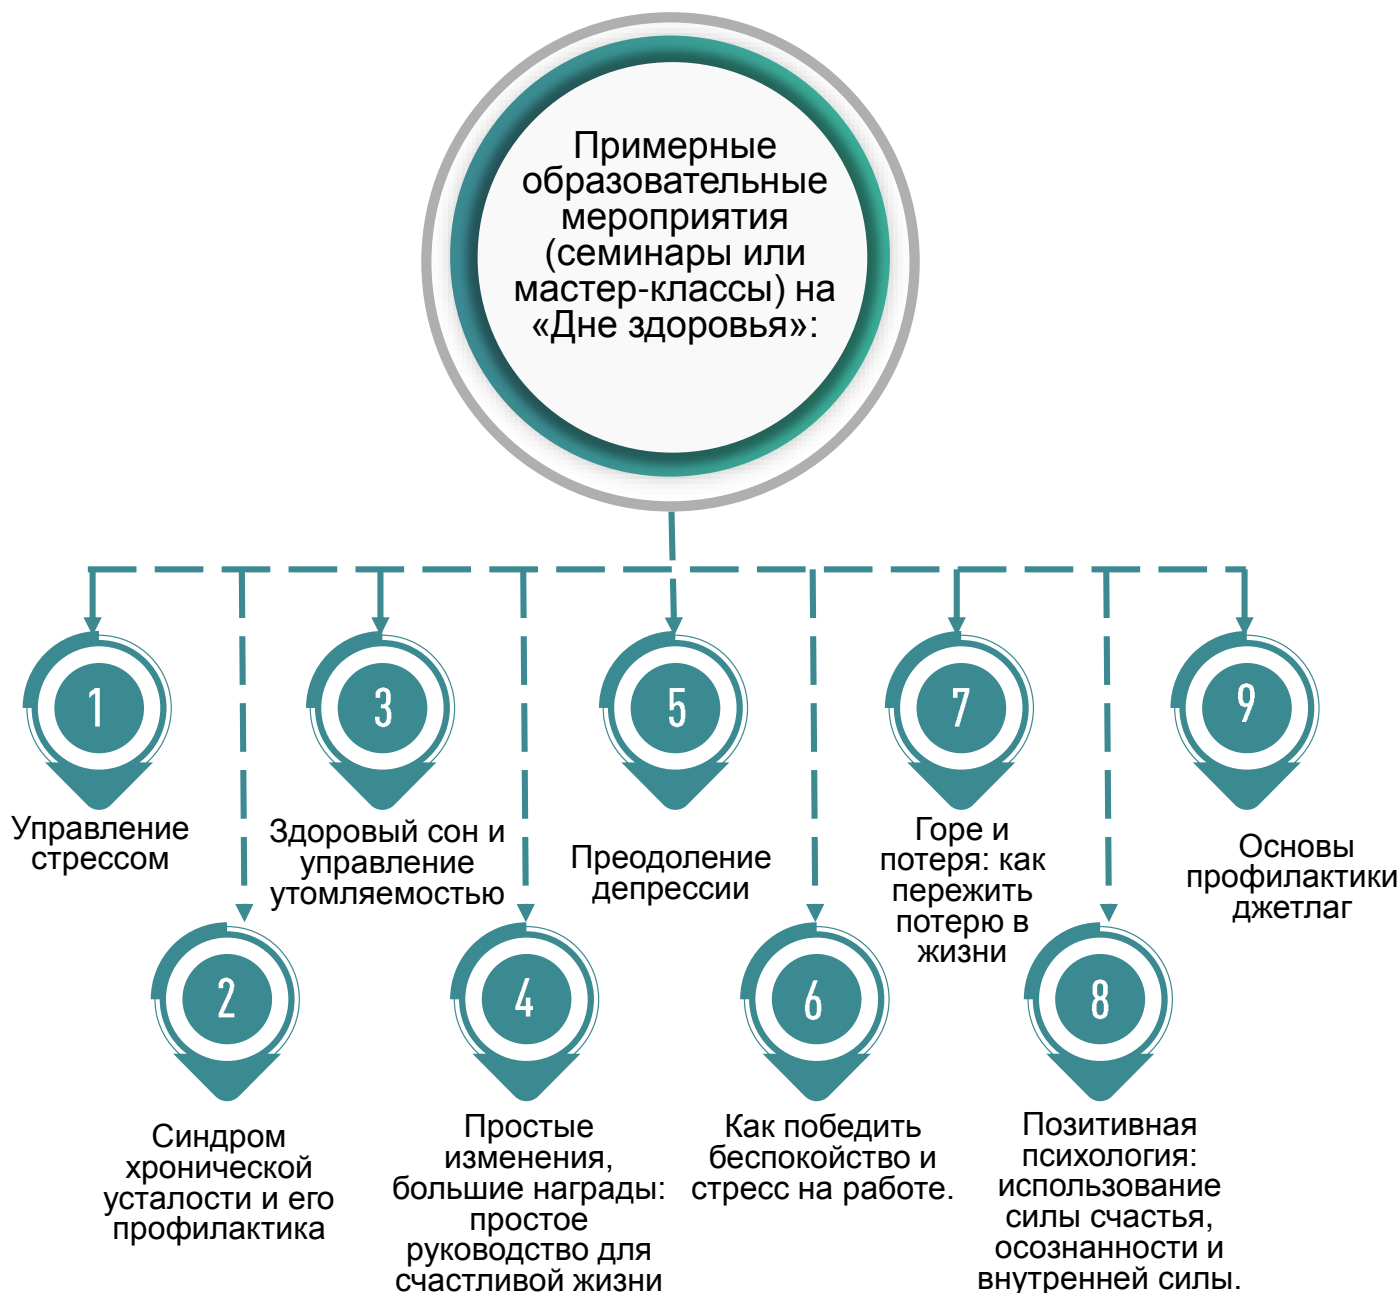 Примерные
образовательные
мероприятия
(семинары или
мастер-классы) на
«Дне здоровья»:
1
Управление
стрессом
2
Синдром
хронической
усталости и его
профилактика
3
Здоровый сон и
управление
утомляемостью
4
Простые
изменения,
большие награды:
простое
руководство для
счастливой жизни
5
Преодоление
депрессии
6
Как победить
беспокойство и
стресс на работе.
7
Горе и
потеря: как
пережить
потерю в
жизни
8
Позитивная
психология:
использование
силы счастья,
осознанности и
внутренней силы.
9
Основы
профилактики
джетлаг